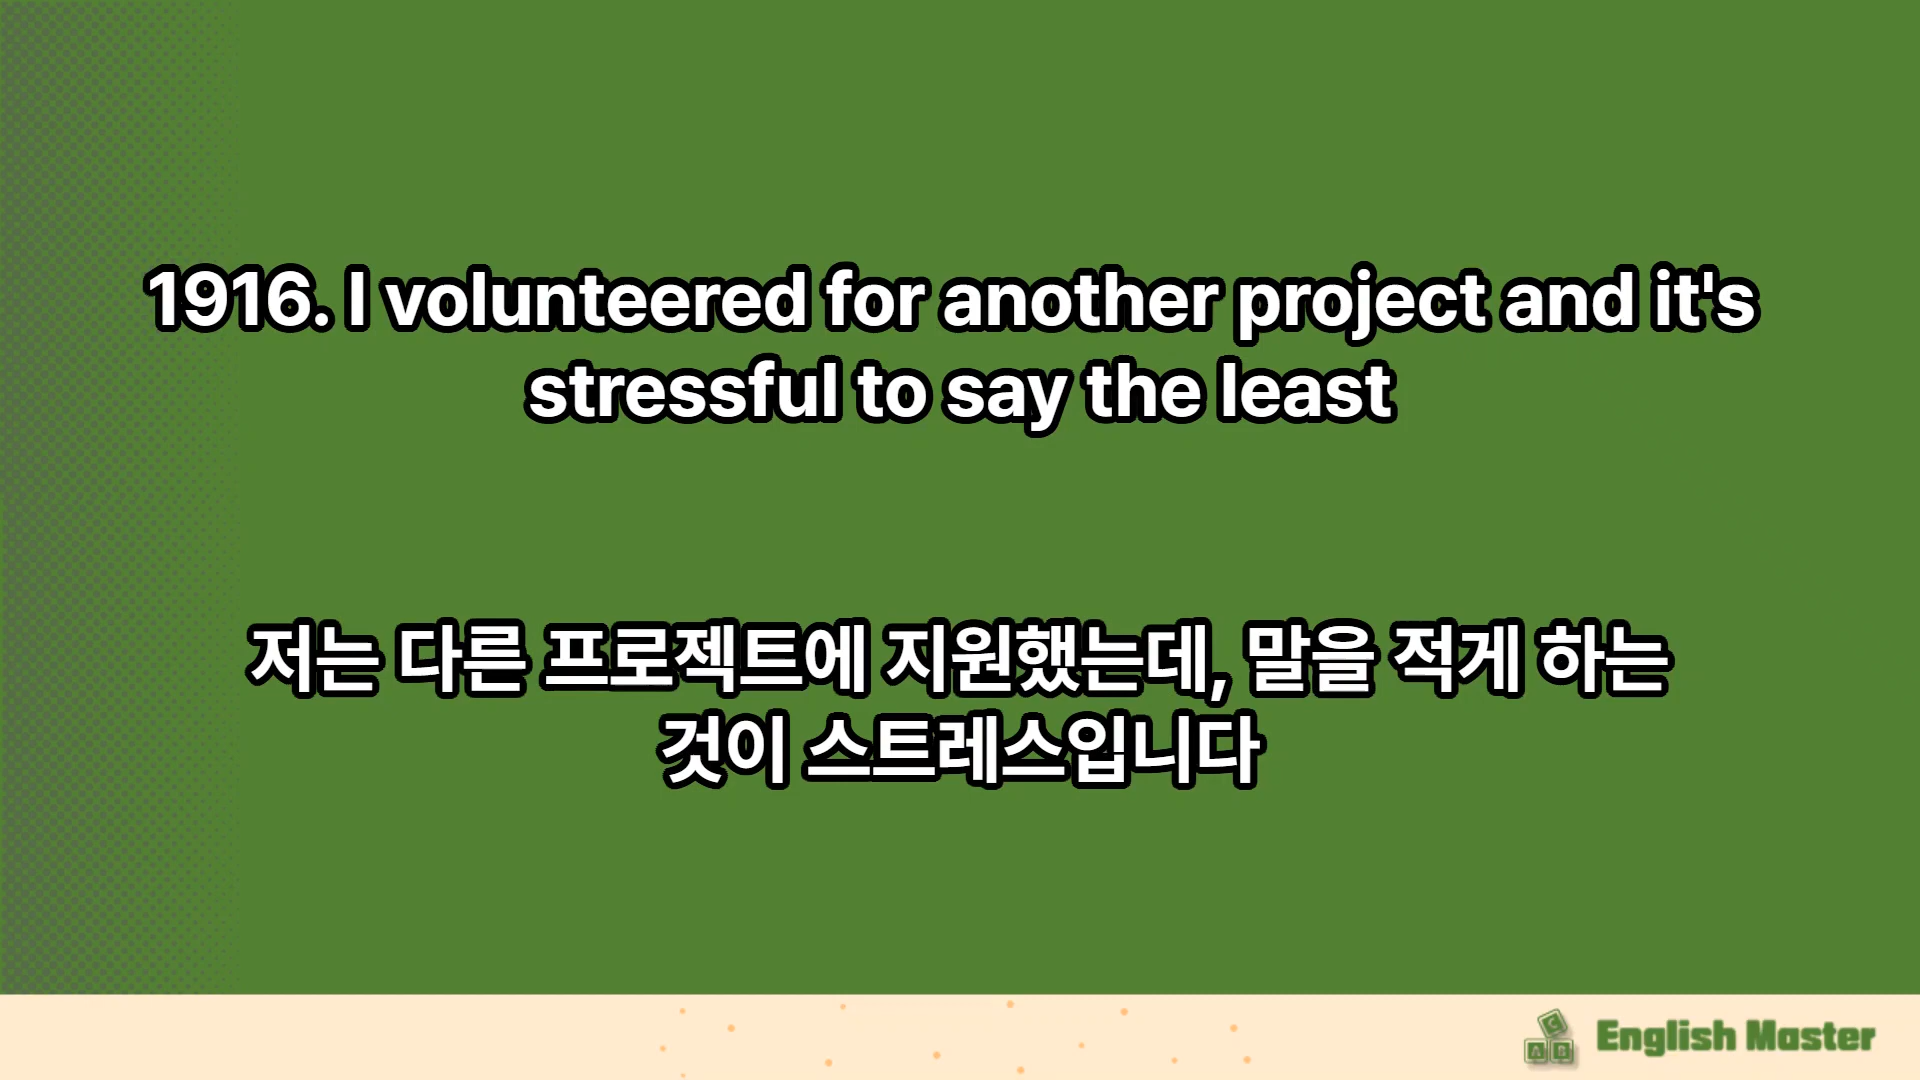 1916. I volunteered for another project and it's
stressful to say the least
저는 다른 프로젝트에 지원했는데, 말을 적게 하는
것이 스트레스입니다
C
A B
English Master